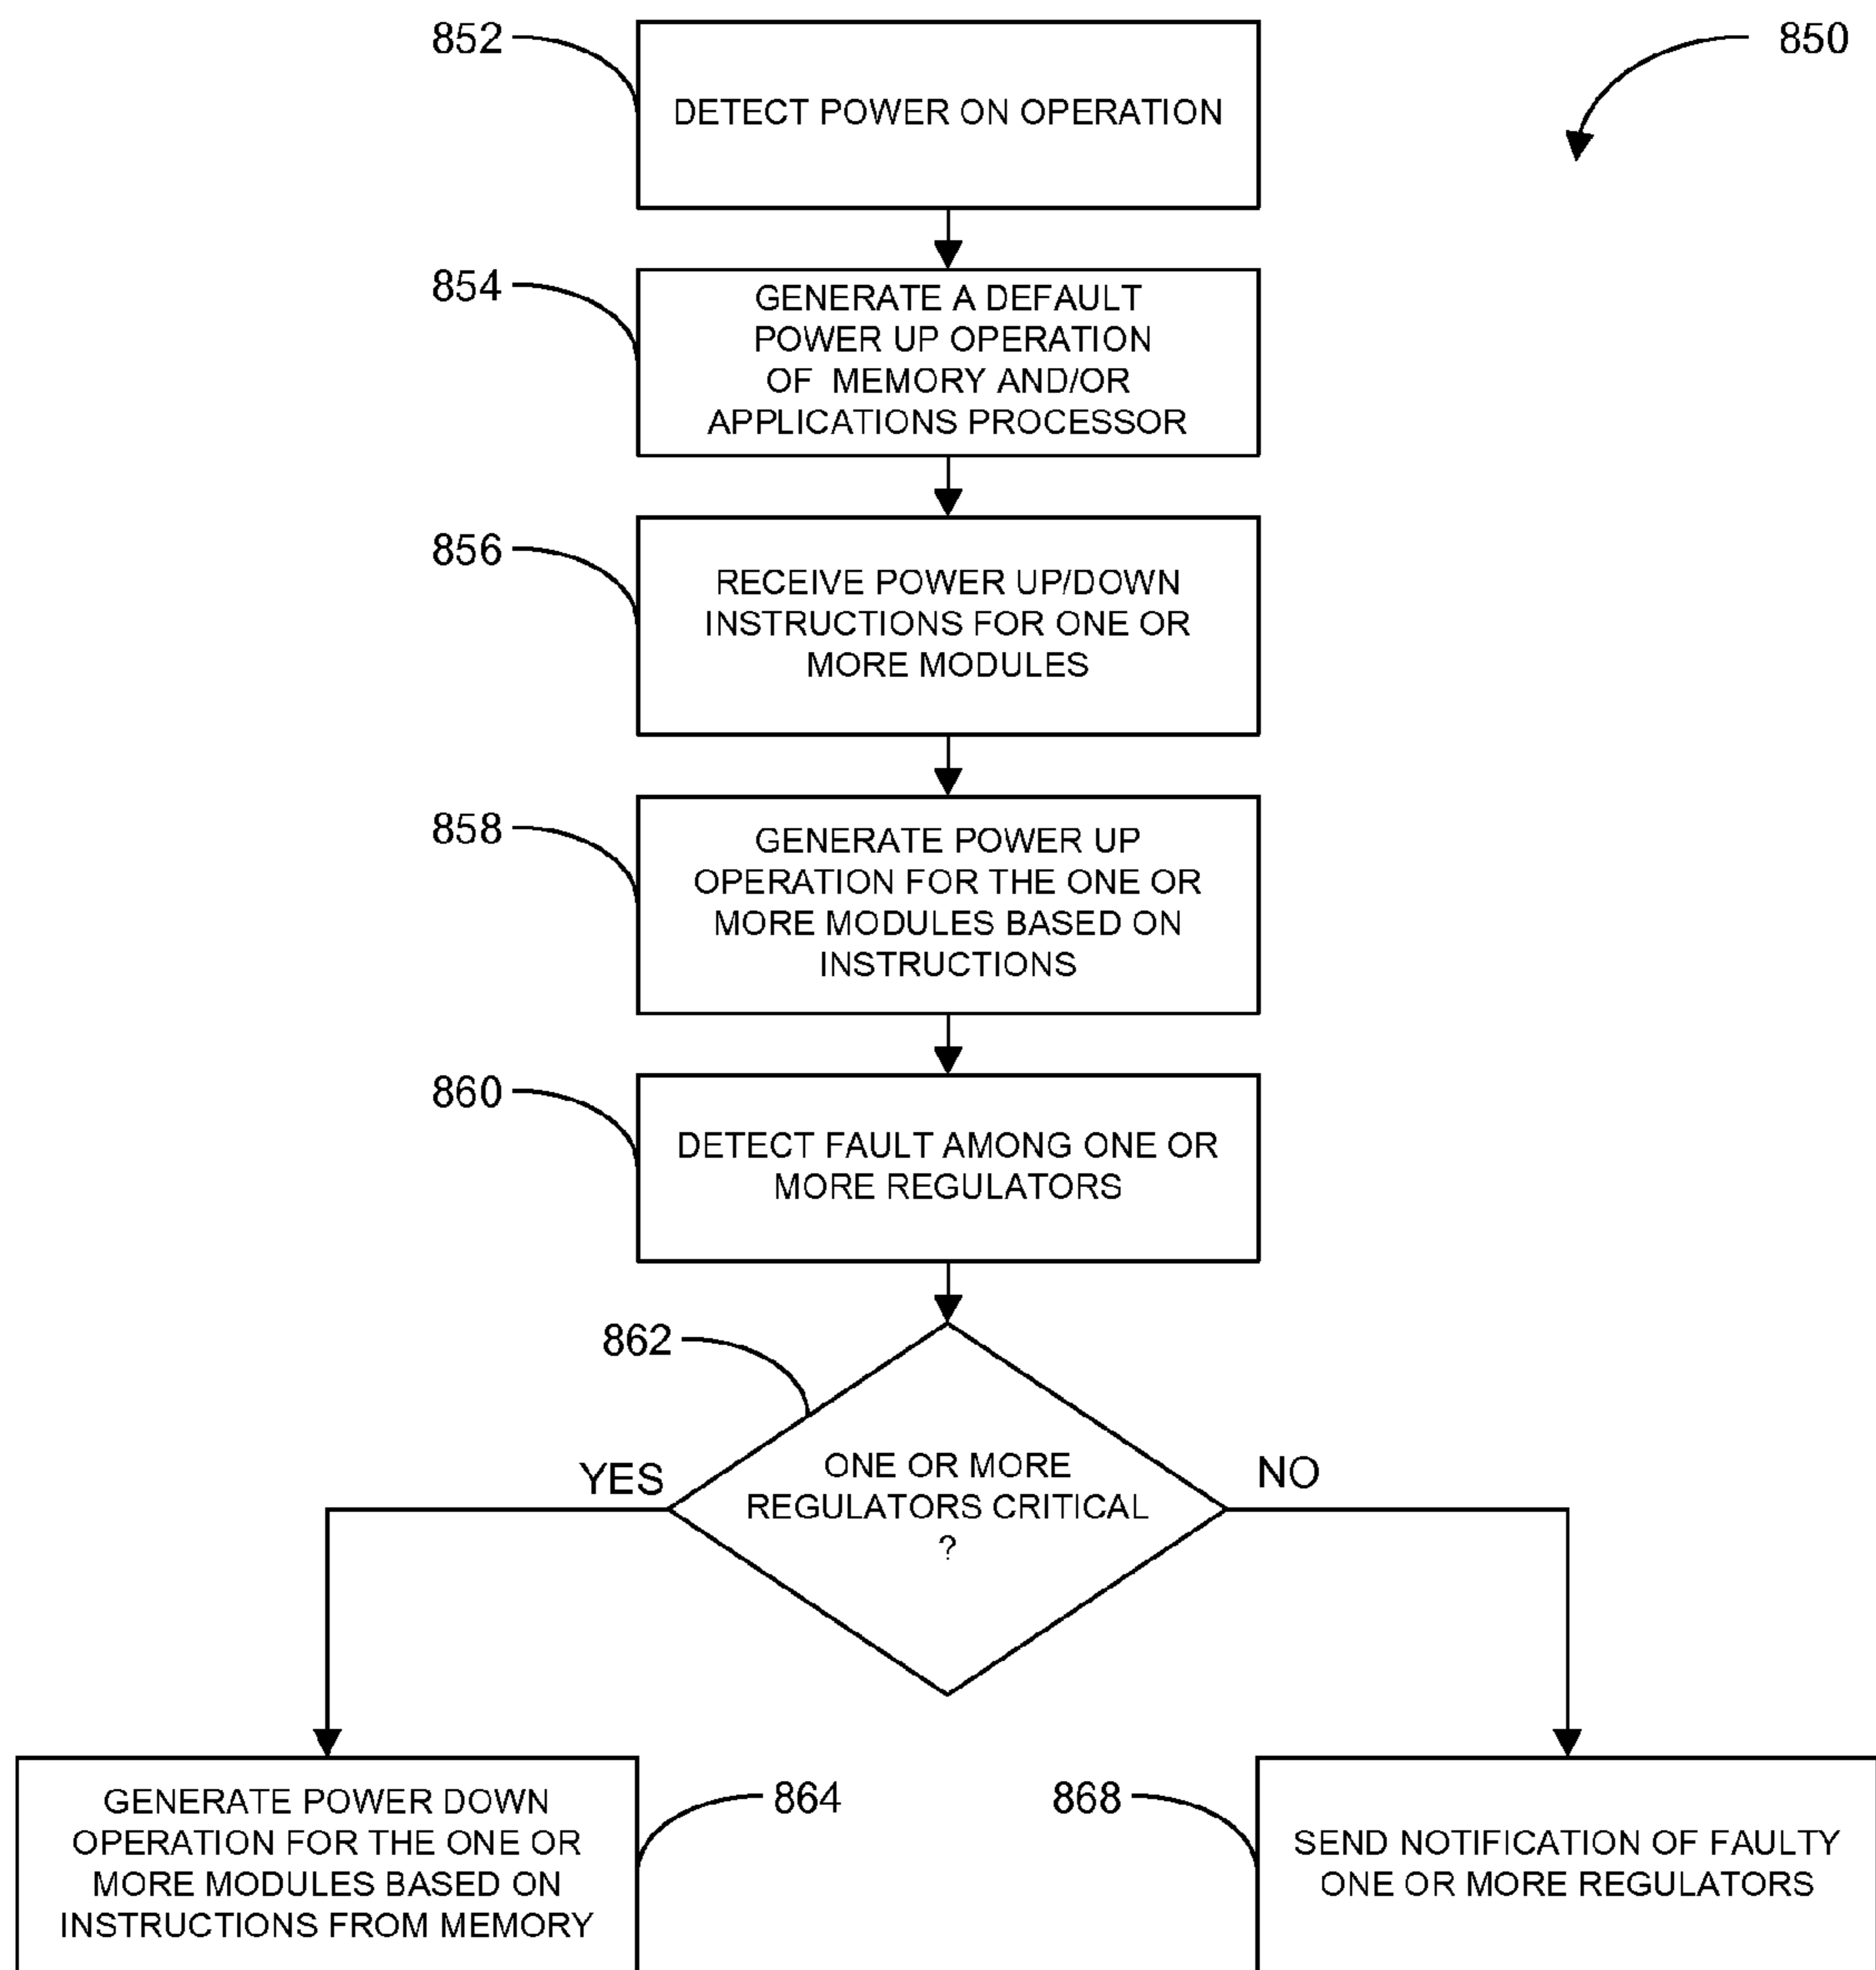 852
DETECT POWER ON OPERATION
850
854
GENERATE A DEFAULT
POWER UP OPERATION
OF MEMORY AND/OR
APPLICATIONS PROCESSOR
856
RECEIVE POWER UP/DOWN
INSTRUCTIONS FOR ONE OR
MORE MODULES
858
GENERATE POWER UP
OPERATION FOR THE ONE OR
MORE MODULES BASED ON
INSTRUCTIONS
860
DETECT FAULT AMONG ONE OR
MORE REGULATORS
862
ONE OR MORE
REGULATORS CRITICAL
?
YES
NO
GENERATE POWER DOWN
OPERATION FOR THE ONE OR
MORE MODULES BASED ON
INSTRUCTIONS FROM MEMORY
864
868
SEND NOTIFICATION OF FAULTY
ONE OR MORE REGULATORS